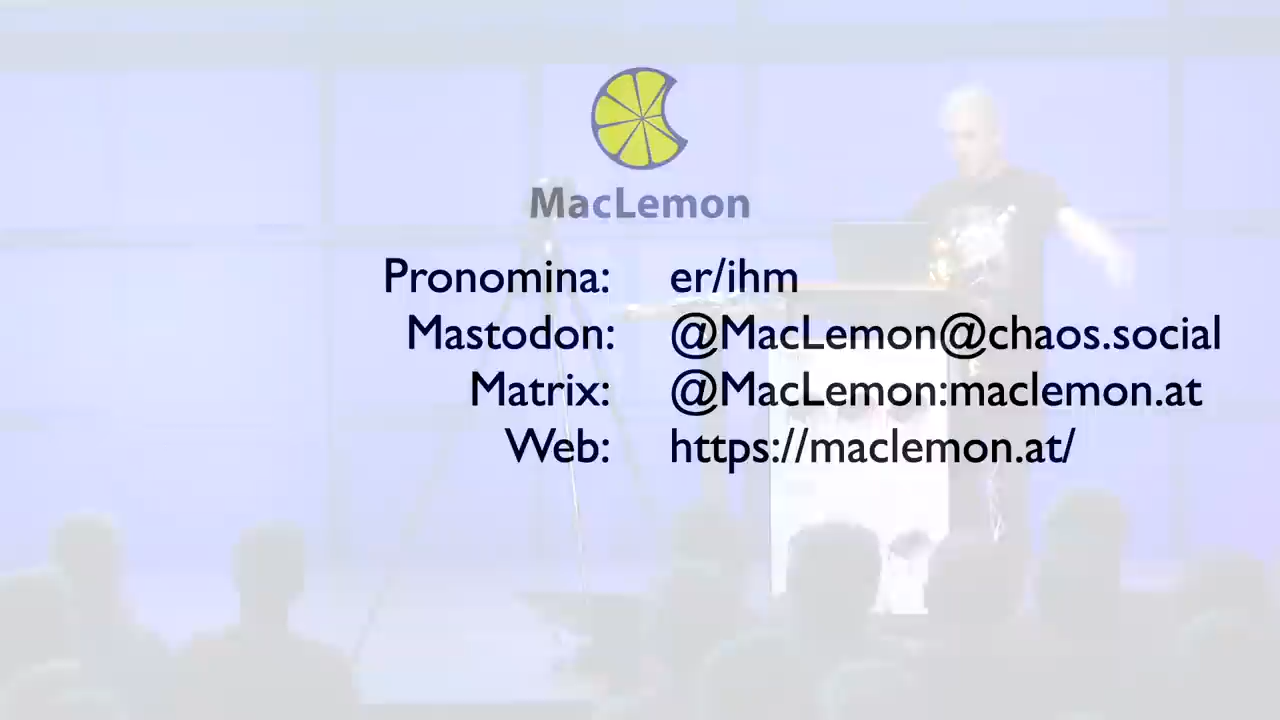 MacLemon
Pronomina: er/ihm
Mastodon: @MacLemon@chaos.social
Matrix: @MacLemon:maclemon.at
Web: https://maclemon.at/